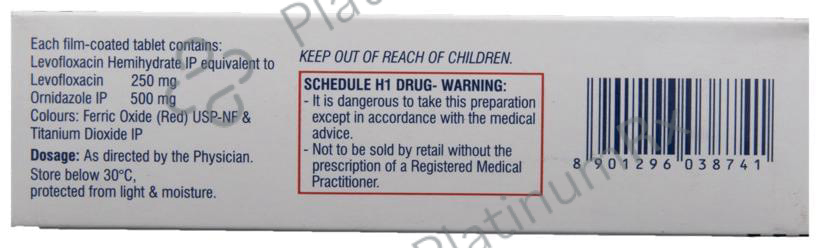 Each film-coated tablet contains:
Levofloxacin Hemihydrate IP equivalent to
Levofloxacin 250 mg
Ornidazole IP 500 mg
Colours: Ferric Oxide (Red) USP-NF &
Titanium Dioxide IP
Dosage: As directed by the Physician.
Store below 30°C,
protected from light & moisture.
KEEP OUT OF REACH OF CHILDREN.
SCHEDULE H1 DRUG- WARNING:
- It is dangerous to take this preparation
except in accordance with the medical
advice.
- Not to be sold by retail without the
prescription of a Registered Medical
Practitioner.
8 901296 038741
PlatinumRx